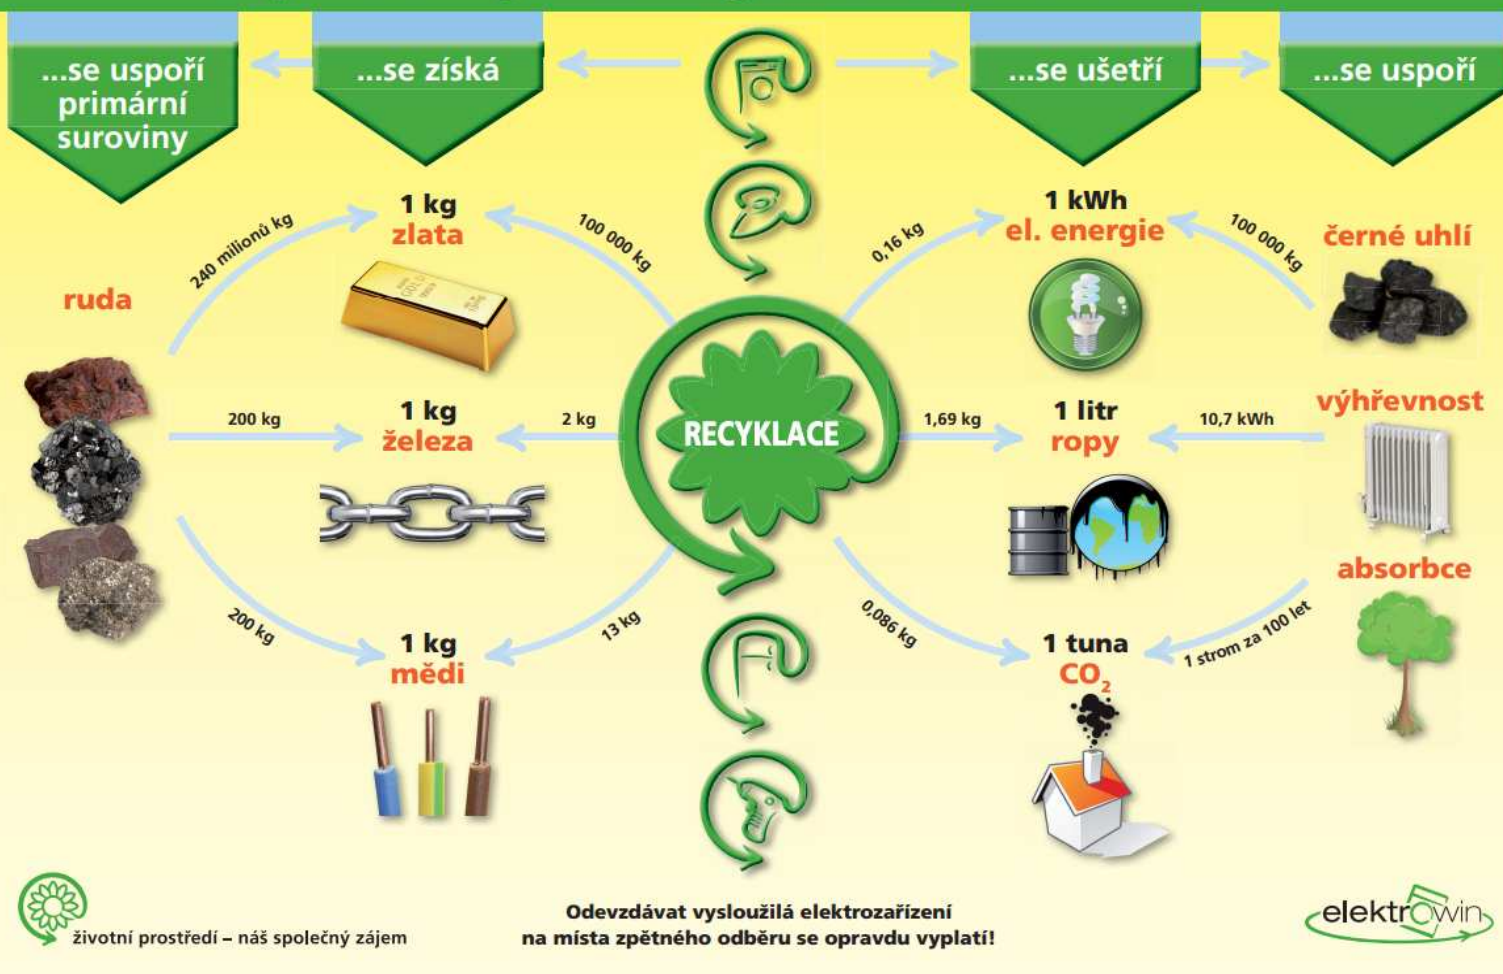 ...se uspoří
primární
suroviny
...se získá
...se ušetří
...se uspoří
ruda
240 milionů kg
1 kg
zlata
100 000 kg
0,16 kg
1 kWh
el. energie
100 000 kg
černé uhlí
200 kg
1 kg
železa
2 kg
RECYKLACE
1,69 kg
1 litr
ropy
10,7 kWh
výhřevnost
200 kg
1 kg
mědi
13 kg
0,086 kg
1 tuna
CO2
1 strom za 100 let
absorbce
životní prostředí – náš společný zájem
Odevzdávat vysloužilá elektrozařízení
na místa zpětného odběru se opravdu vyplatí!
elektrowin